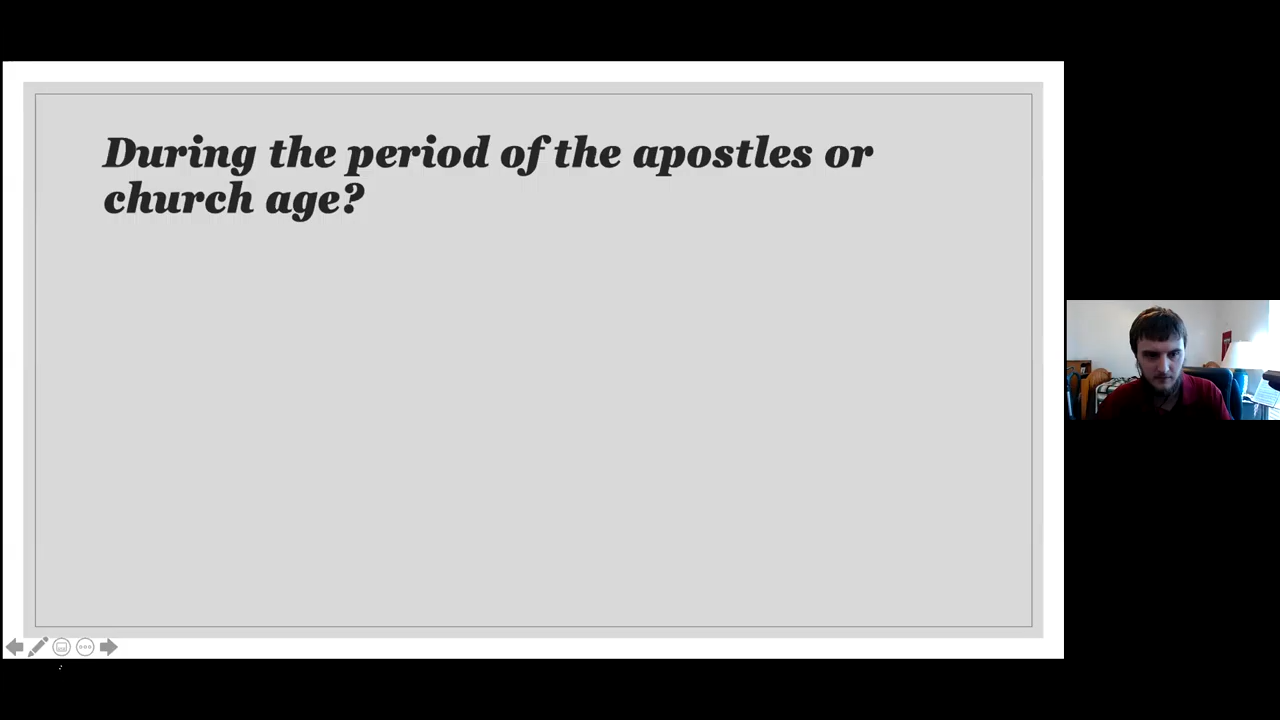 During the period of the apostles or
church age?